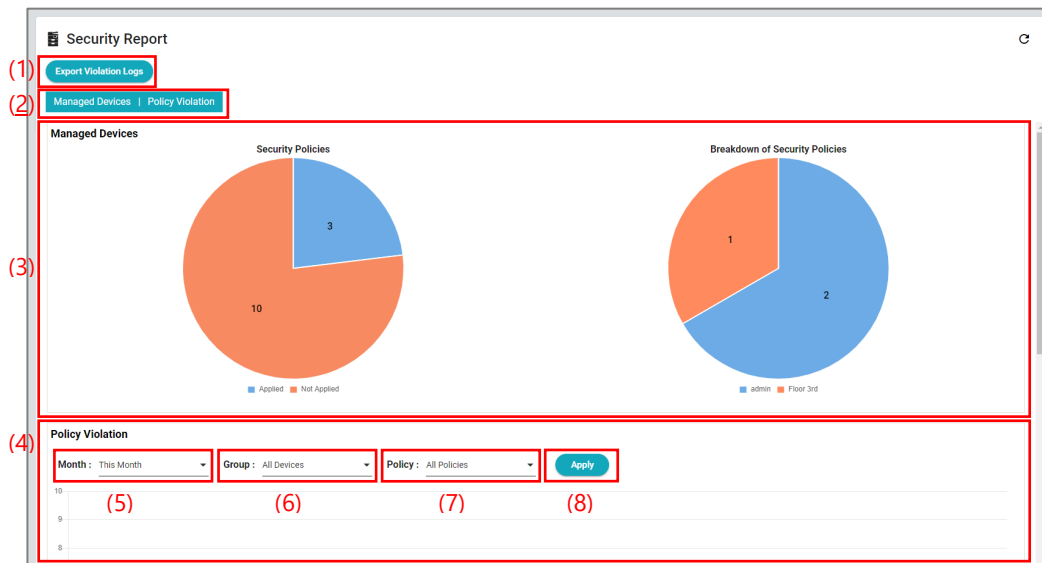 Security Report
(1)
Export Violation Logs
(2)
Managed Devices | Policy Violation
Managed Devices
Security Policies
Breakdown of Security Policies
3
10
1
2
(3)
Applied Not Applied
admin Floor 3rd
(4)
Policy Violation
Month : This Month Group : All Devices Policy : All Policies Apply
(5) (6) (7) (8)
10
9
8